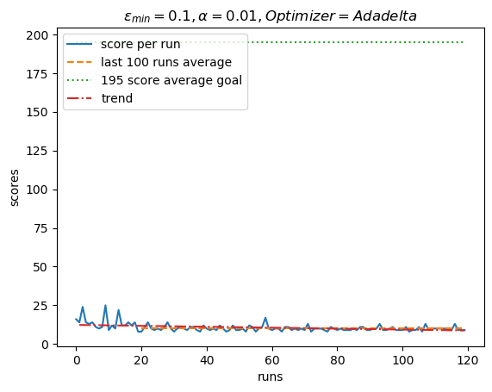 ε_min = 0.1, α = 0.01, Optimizer = Adadelta
200
175
150
125
100
75
50
25
0
scores
score per run
last 100 runs average
195 score average goal
trend
0 20 40 60 80 100 120
runs